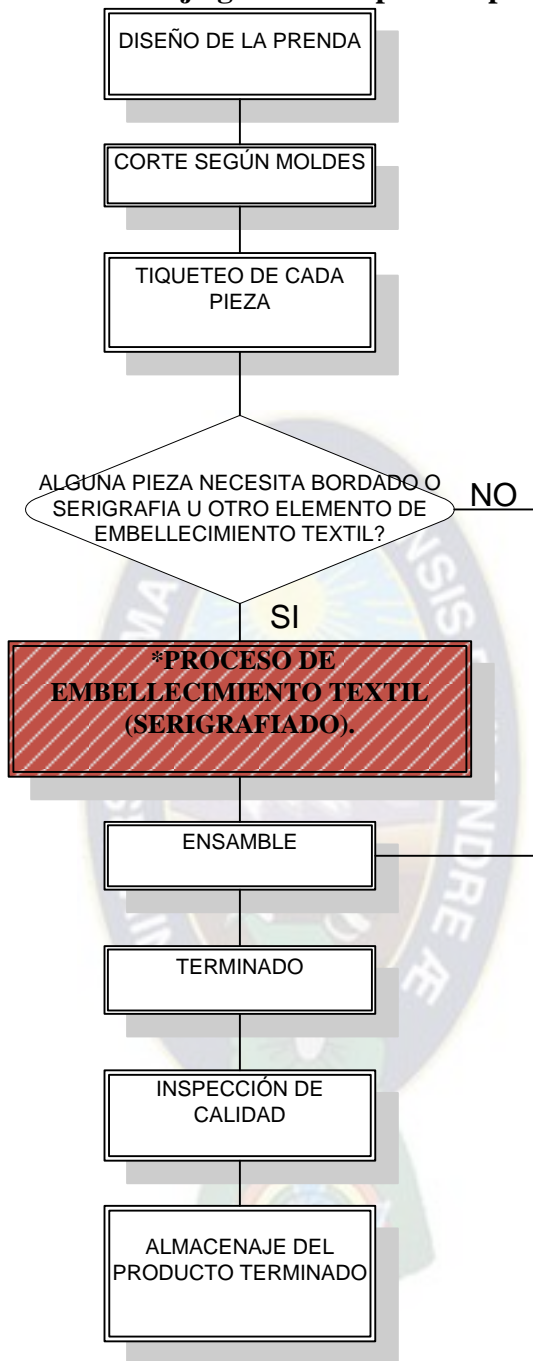 DISEÑO DE LA PRENDA
CORTE SEGÚN MOLDES
TIQUETEO DE CADA
PIEZA
ALGUNA PIEZA NECESITA BORDADO O
SERIGRAFIA U OTRO ELEMENTO DE
EMBELLECIMIENTO TEXTIL?
NO
SI
*PROCESO DE
EMBELLECIMIENTO TEXTIL
(SERIGRAFIADO).
ENSAMBLE
TERMINADO
INSPECCIÓN DE
CALIDAD
ALMACENAJE DEL
PRODUCTO TERMINADO